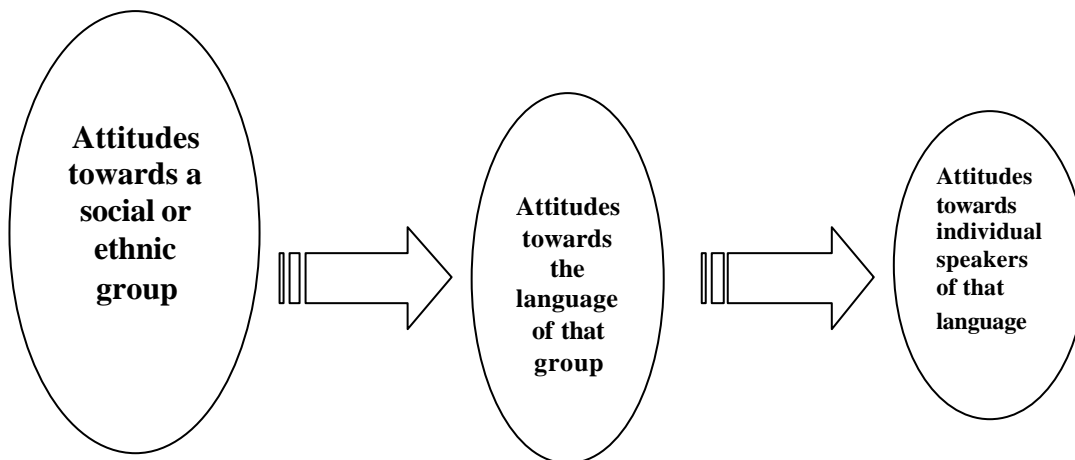 Attitudes
towards a
social or
ethnic
group
Attitudes
towards
the
language
of that
group
Attitudes
towards
individual
speakers
of that
language